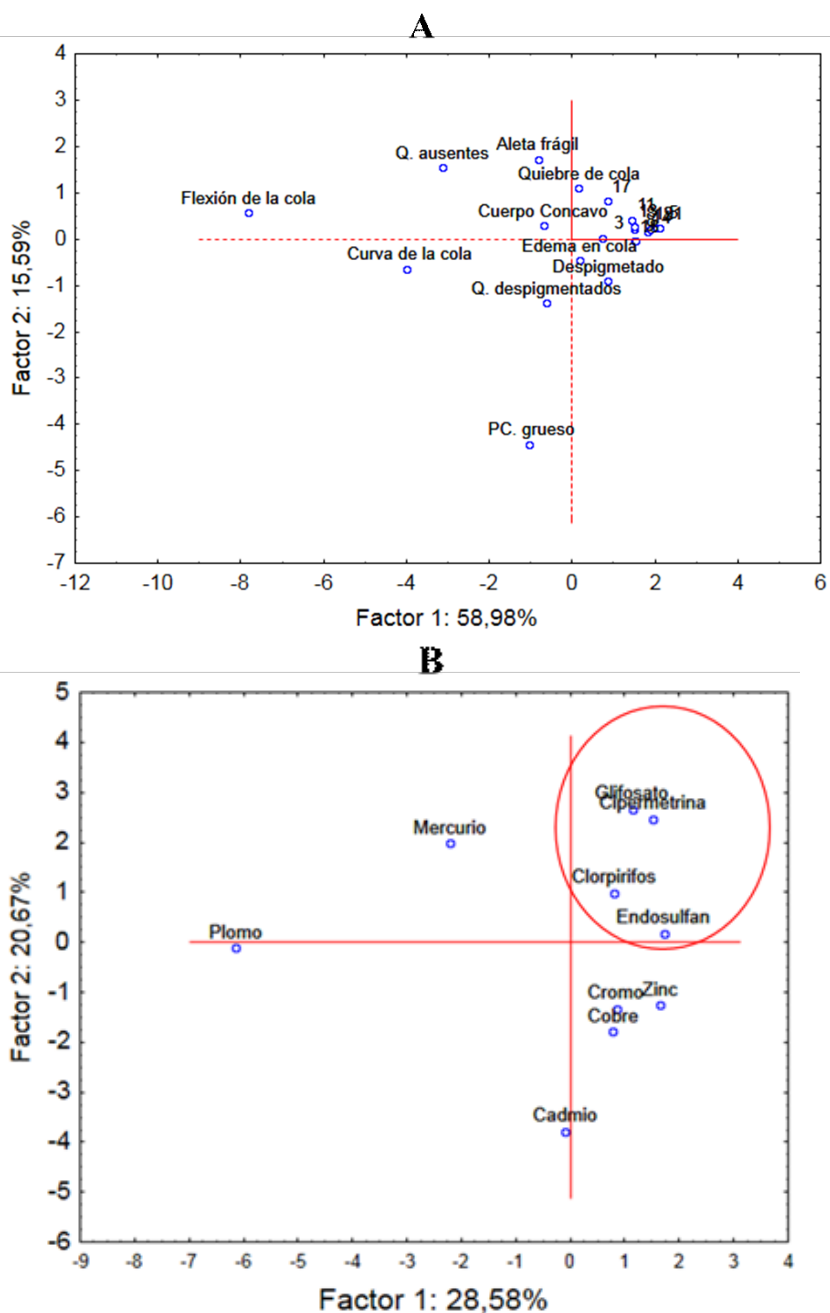 A
4
3
2
1
0
-1
-2
-3
-4
-5
-6
-7
Aleta frágil
Q. ausentes
Quiebre de cola
17
Flexión de la cola
11
Cuerpo Concavo
3
Edema en cola
Curva de la cola
Despigmetado
Q. despigmentados
PC. grueso
-12 -10 -8 -6 -4 -2 0 2 4 6
Factor 2: 15,59%
Factor 1: 58,98%
B
5
4
3
2
1
0
-1
-2
-3
-4
-5
-6
Glifosato
Cipermetrina
Mercurio
Clorpirifos
Endosulfan
Plomo
Cromo Zinc
Cobre
Cadmio
-9 -8 -7 -6 -5 -4 -3 -2 -1 0 1 2 3 4
Factor 2: 20,67%
Factor 1: 28,58%